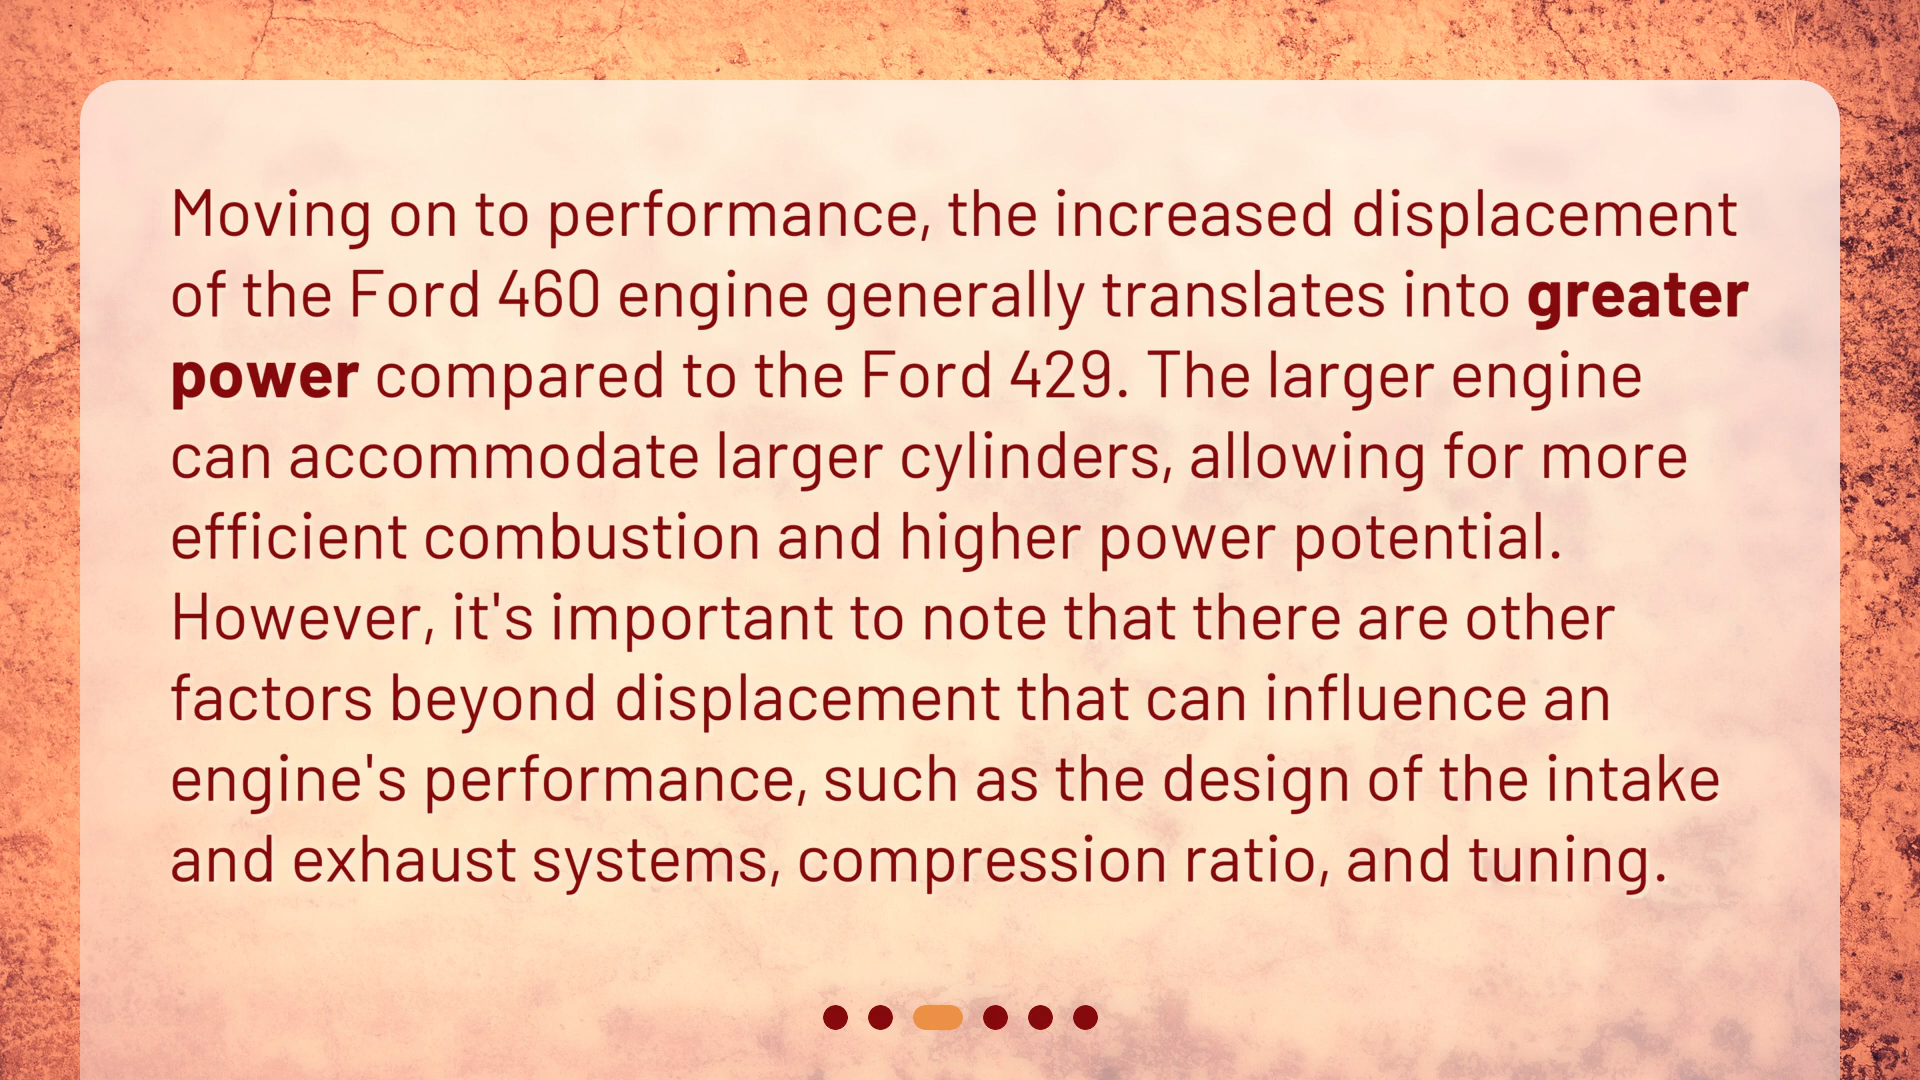 Moving on to performance, the increased displacement
of the Ford 460 engine generally translates into greater
power compared to the Ford 429. The larger engine
can accommodate larger cylinders, allowing for more
efficient combustion and higher power potential.
However, it's important to note that there are other
factors beyond displacement that can influence an
engine's performance, such as the design of the intake
and exhaust systems, compression ratio, and tuning.